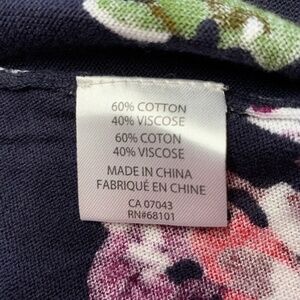 60% COTTON
40% VISCOSE
60% COTON
40% VISCOSE
MADE IN CHINA
FABRIQUÉ EN CHINE
CA 07043
RN#68101